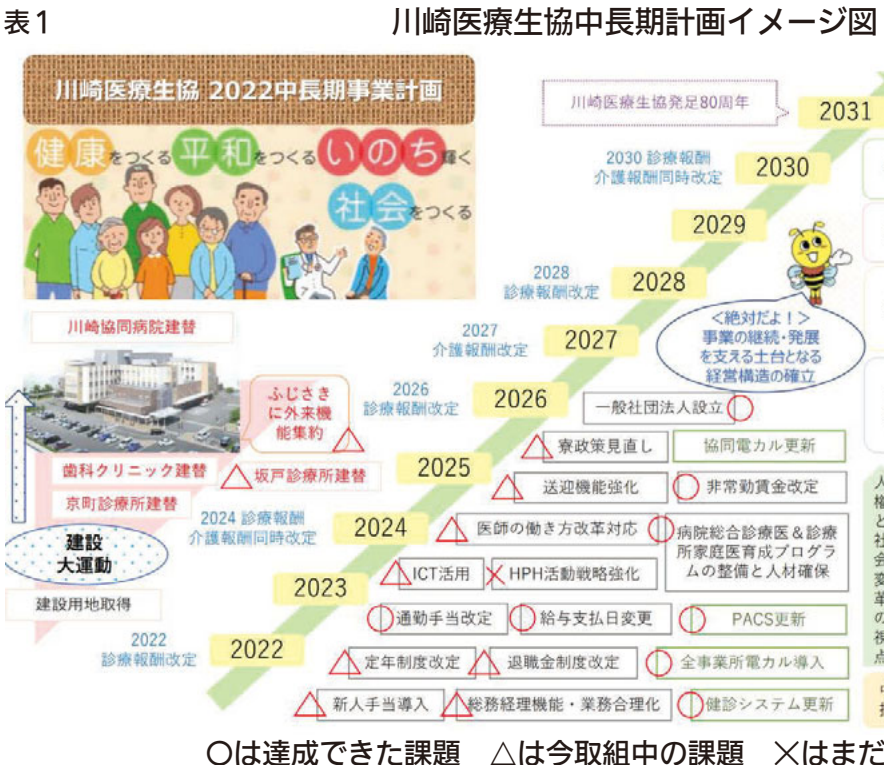 表1
川崎医療生協中長期計画イメージ図
川崎医療生協 2022中長期事業計画
健康をつくる平和をつくるいのち輝く
社会をつくる
川崎医療生協発足80周年
2031
2030 診療報酬
介護報酬同時改定
2030
2029
2028
診療報酬改定
2028
2027
介護報酬改定
2027
<絶対だよ!>
事業の継続・発展
を支える土台となる
経営構造の確立
川崎協同病院建替
ふじさき
に外来機
能集約
△
2026
診療報酬改定
2026
一般社団法人設立○
△寮政策見直し
協同電カル更新
歯科クリニック建替
△坂戸診療所建替
2025
△送迎機能強化
○非常勤賃金改定
京町診療所建替
2024 診療報酬
介護報酬同時改定
2024
△医師の働き方改革対応
○病院総合診療医&診療
所家庭医育成プログラ
ムの整備と人材確保
建設
大運動
2023
△ICT活用
×HPH活動戦略強化
建設用地取得
○通勤手当改定
○給与支払日変更
○PACS更新
2022
診療報酬改定
2022
△定年制度改定
△退職金制度改定
○全事業所電カル導入
△新人手当導入
△総務経理機能・業務合理化
○健診システム更新
人
権
と
社
会
変
革
の
視
点
○は達成できた課題 △は今取組中の課題 ×はまだ